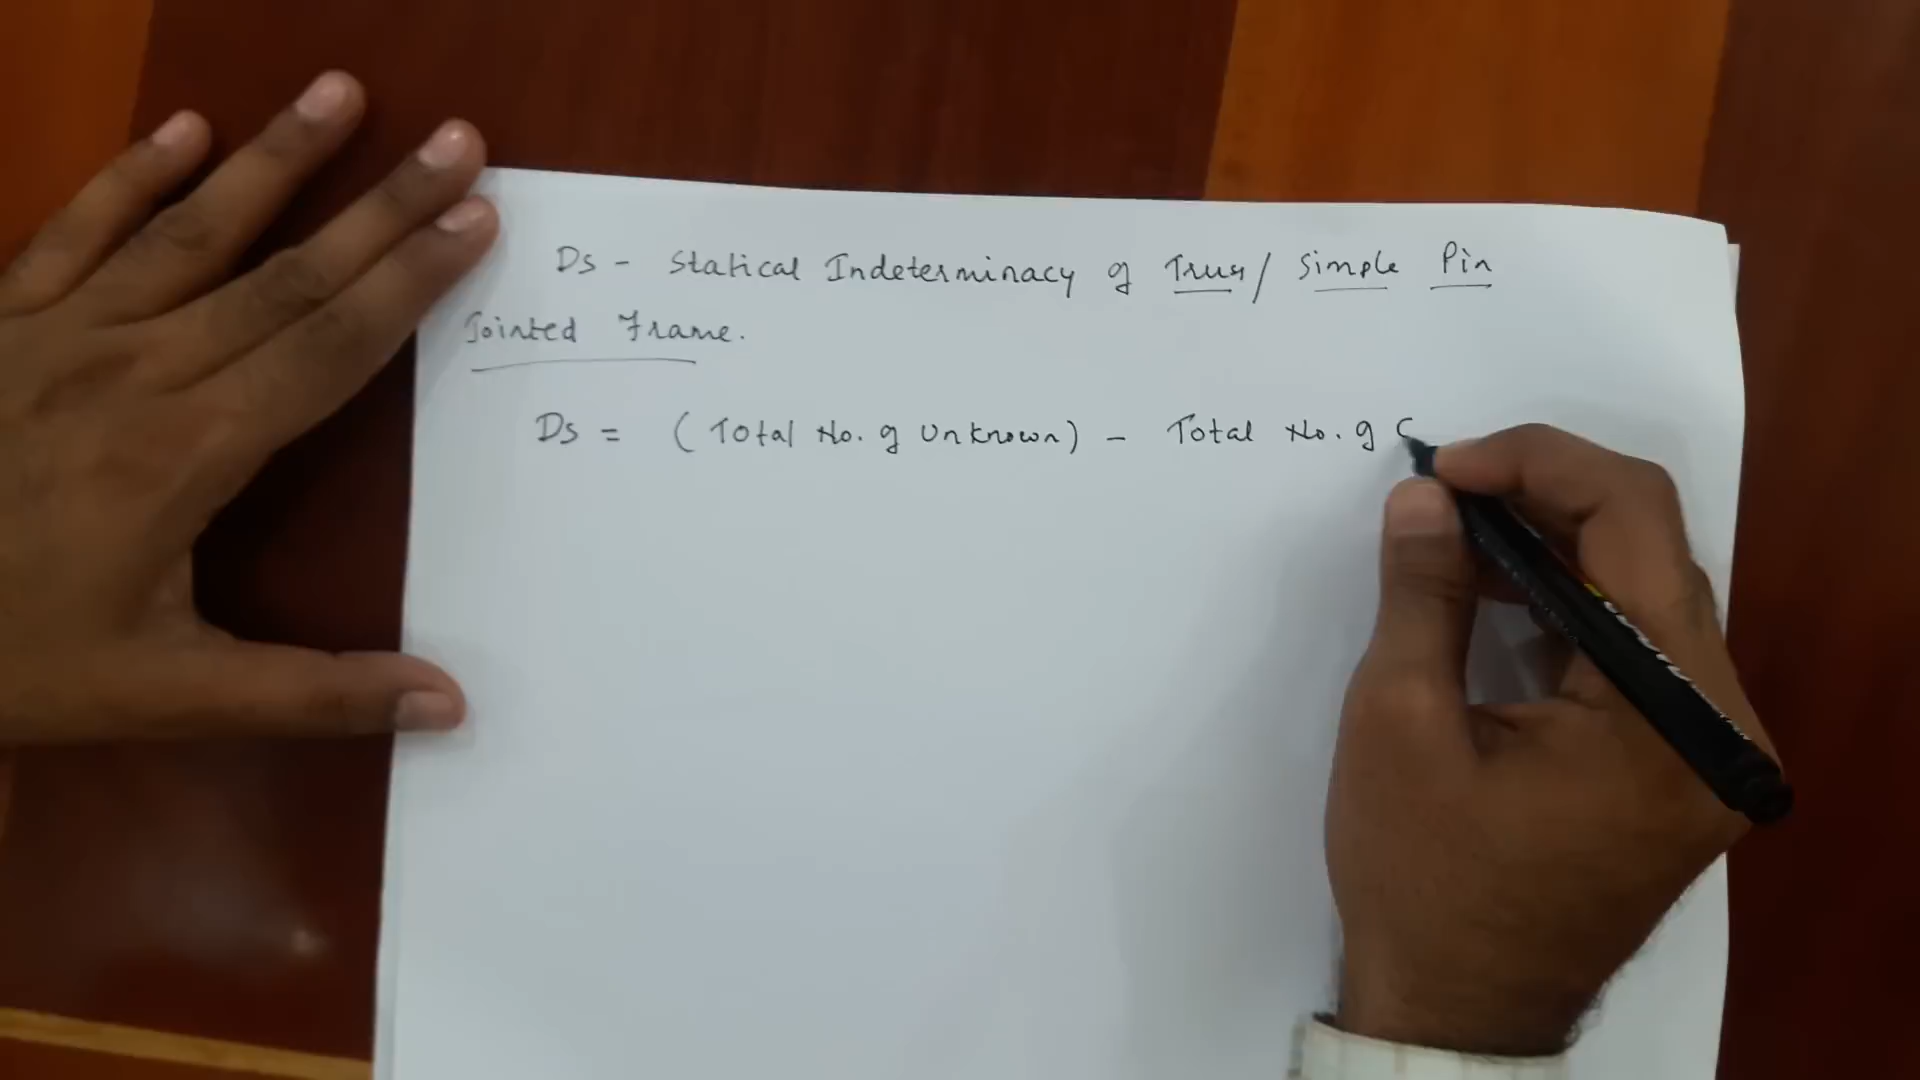 Ds - Statical Indeterminacy of Truss / Simple Pin
Jointed Frame.
Ds = (Total No. of Unknown) - Total No. of